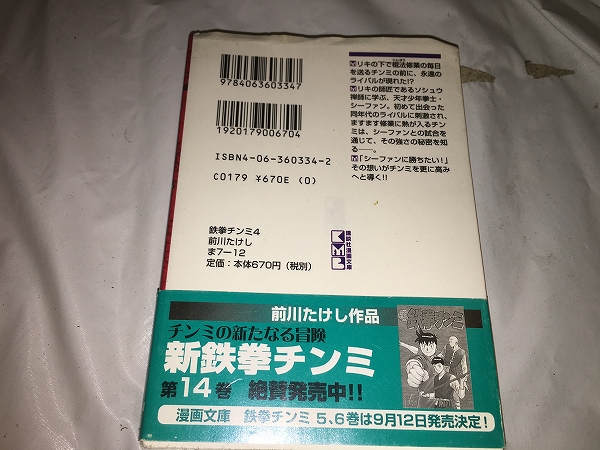 9784063603347
1920179006704
ISBN4-06-360334-2
C0179 ¥670E (0)
鉄拳チンミ4
前川たけし
ま7ー12
定価：本体670円（税別）
リキの下で棍法修業の毎日
を送るチンミの前に、永遠の
ライバルが現れた!?
リキの師匠であるソシュウ
禅師に学ぶ、天才少年拳士・
シーファン。初めて出会った
同年代のライバルに刺激され、
ますます修業に熱が入るチン
ミは、シーファンとの試合を
通じて、その強さの秘密を知
る――。
「シーファンに勝ちたい！」
その想いがチンミを更に高み
へと導く!!
講談社漫画文庫
KMB
前川たけし作品
チンミの新たなる冒険
新鉄拳チンミ
第14巻 絶賛発売中!!
漫画文庫 鉄拳チンミ 5、6巻は9月12日発売決定！